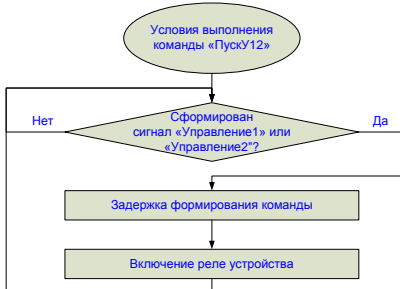 Условия выполнения
команды «ПускУ12»
Сформирован
сигнал «Управление1» или
«Управление2"?
Нет
Да
Задержка формирования команды
Включение реле устройства